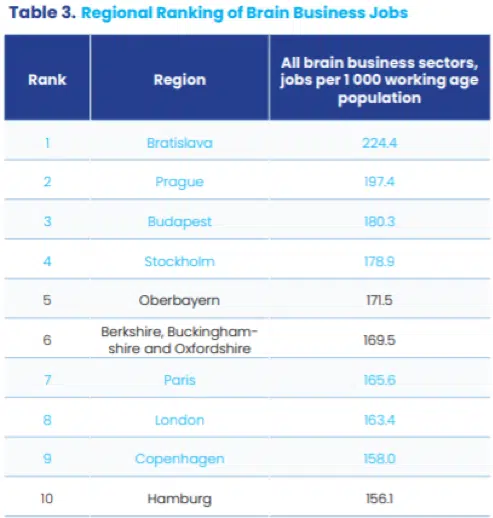 Table 3. Regional Ranking of Brain Business Jobs
Rank Region All brain business sectors,
jobs per 1 000 working age
population
1 Bratislava 224.4
2 Prague 197.4
3 Budapest 180.3
4 Stockholm 178.9
5 Oberbayern 171.5
6 Berkshire, Buckingham-
shire and Oxfordshire 169.5
7 Paris 165.6
8 London 163.4
9 Copenhagen 158.0
10 Hamburg 156.1